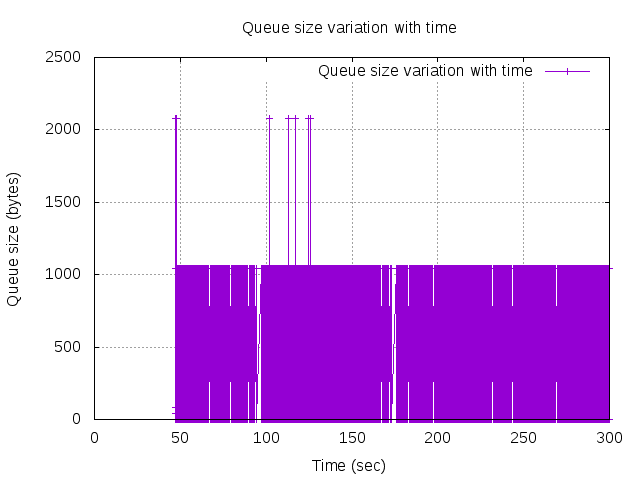 Queue size variation with time
Queue size variation with time
2500
2000
1500
1000
500
0
Queue size (bytes)
0 50 100 150 200 250 300
Time (sec)